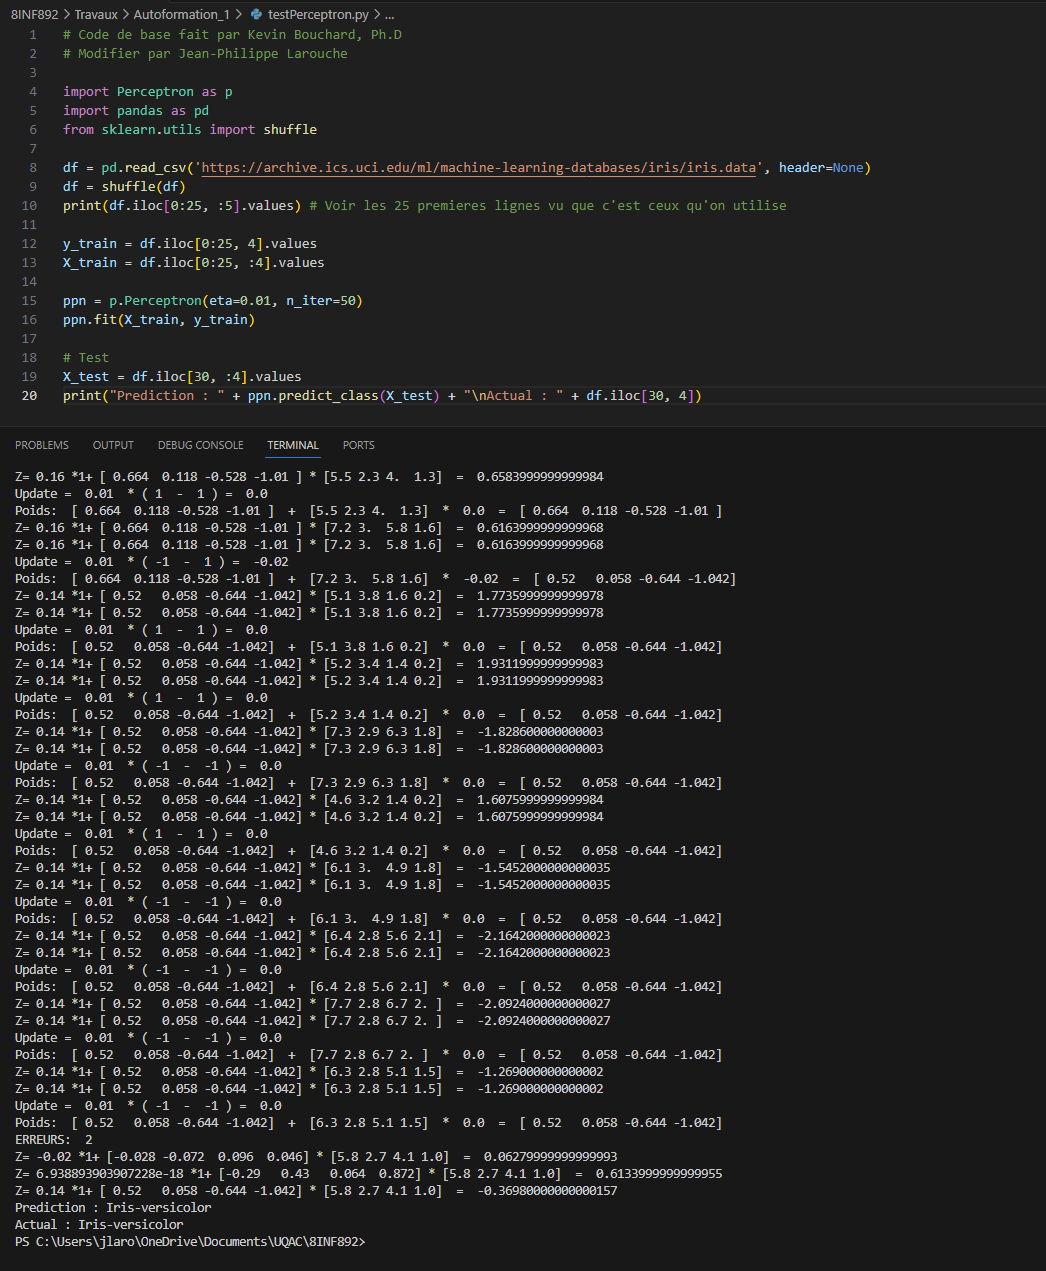 8INF892 > Travaux > Autoformation_1 > testPerceptron.py > ...
1 # Code de base fait par Kevin Bouchard, Ph.D
2 # Modifier par Jean-Philippe Larouche
3
4 import Perceptron as p
5 import pandas as pd
6 from sklearn.utils import shuffle
7
8 df = pd.read_csv('https://archive.ics.uci.edu/ml/machine-learning-databases/iris/iris.data', header=None)
9 df = shuffle(df)
10 print(df.iloc[0:25, :5].values) # Voir les 25 premieres lignes vu que c'est ceux qu'on utilise
11
12 y_train = df.iloc[0:25, 4].values
13 X_train = df.iloc[0:25, :4].values
14
15 ppn = p.Perceptron(eta=0.01, n_iter=50)
16 ppn.fit(X_train, y_train)
17
18 # Test
19 X_test = df.iloc[30, :4].values
20 print("Prediction : " + ppn.predict_class(X_test) + "\nActual : " + df.iloc[30, 4])
PROBLEMS OUTPUT DEBUG CONSOLE TERMINAL PORTS
Z= 0.16 *1+ [ 0.664  0.118 -0.528 -1.01 ] * [5.5 2.3 4.  1.3]  =  0.6583999999999984
Update =  0.01  * ( 1  -  1 ) =  0.0
Poids:  [ 0.664  0.118 -0.528 -1.01 ]  +  [5.5 2.3 4.  1.3]  *  0.0  =  [ 0.664  0.118 -0.528 -1.01 ]
Z= 0.16 *1+ [ 0.664  0.118 -0.528 -1.01 ] * [7.2 3.  5.8 1.6]  =  0.6163999999999968
Z= 0.16 *1+ [ 0.664  0.118 -0.528 -1.01 ] * [7.2 3.  5.8 1.6]  =  0.6163999999999968
Update =  0.01  * ( -1  -  1 ) =  -0.02
Poids:  [ 0.664  0.118 -0.528 -1.01 ]  +  [7.2 3.  5.8 1.6]  *  -0.02  =  [ 0.52   0.058 -0.644 -1.042]
Z= 0.14 *1+ [ 0.52   0.058 -0.644 -1.042] * [5.1 3.8 1.6 0.2]  =  1.7735999999999978
Z= 0.14 *1+ [ 0.52   0.058 -0.644 -1.042] * [5.1 3.8 1.6 0.2]  =  1.7735999999999978
Update =  0.01  * ( 1  -  1 ) =  0.0
Poids:  [ 0.52   0.058 -0.644 -1.042]  +  [5.1 3.8 1.6 0.2]  *  0.0  =  [ 0.52   0.058 -0.644 -1.042]
Z= 0.14 *1+ [ 0.52   0.058 -0.644 -1.042] * [5.2 3.4 1.4 0.2]  =  1.9311999999999983
Z= 0.14 *1+ [ 0.52   0.058 -0.644 -1.042] * [5.2 3.4 1.4 0.2]  =  1.9311999999999983
Update =  0.01  * ( 1  -  1 ) =  0.0
Poids:  [ 0.52   0.058 -0.644 -1.042]  +  [5.2 3.4 1.4 0.2]  *  0.0  =  [ 0.52   0.058 -0.644 -1.042]
Z= 0.14 *1+ [ 0.52   0.058 -0.644 -1.042] * [7.3 2.9 6.3 1.8]  =  -1.828600000000003
Z= 0.14 *1+ [ 0.52   0.058 -0.644 -1.042] * [7.3 2.9 6.3 1.8]  =  -1.828600000000003
Update =  0.01  * ( -1  -  -1 ) =  0.0
Poids:  [ 0.52   0.058 -0.644 -1.042]  +  [7.3 2.9 6.3 1.8]  *  0.0  =  [ 0.52   0.058 -0.644 -1.042]
Z= 0.14 *1+ [ 0.52   0.058 -0.644 -1.042] * [4.6 3.2 1.4 0.2]  =  1.6075999999999984
Z= 0.14 *1+ [ 0.52   0.058 -0.644 -1.042] * [4.6 3.2 1.4 0.2]  =  1.6075999999999984
Update =  0.01  * ( 1  -  1 ) =  0.0
Poids:  [ 0.52   0.058 -0.644 -1.042]  +  [4.6 3.2 1.4 0.2]  *  0.0  =  [ 0.52   0.058 -0.644 -1.042]
Z= 0.14 *1+ [ 0.52   0.058 -0.644 -1.042] * [6.1 3.  4.9 1.8]  =  -1.5452000000000035
Z= 0.14 *1+ [ 0.52   0.058 -0.644 -1.042] * [6.1 3.  4.9 1.8]  =  -1.5452000000000035
Update =  0.01  * ( -1  -  -1 ) =  0.0
Poids:  [ 0.52   0.058 -0.644 -1.042]  +  [6.1 3.  4.9 1.8]  *  0.0  =  [ 0.52   0.058 -0.644 -1.042]
Z= 0.14 *1+ [ 0.52   0.058 -0.644 -1.042] * [6.4 2.8 5.6 2.1]  =  -2.1642000000000023
Z= 0.14 *1+ [ 0.52   0.058 -0.644 -1.042] * [6.4 2.8 5.6 2.1]  =  -2.1642000000000023
Update =  0.01  * ( -1  -  -1 ) =  0.0
Poids:  [ 0.52   0.058 -0.644 -1.042]  +  [6.4 2.8 5.6 2.1]  *  0.0  =  [ 0.52   0.058 -0.644 -1.042]
Z= 0.14 *1+ [ 0.52   0.058 -0.644 -1.042] * [7.7 2.8 6.7 2. ]  =  -2.0924000000000027
Z= 0.14 *1+ [ 0.52   0.058 -0.644 -1.042] * [7.7 2.8 6.7 2. ]  =  -2.0924000000000027
Update =  0.01  * ( -1  -  -1 ) =  0.0
Poids:  [ 0.52   0.058 -0.644 -1.042]  +  [7.7 2.8 6.7 2. ]  *  0.0  =  [ 0.52   0.058 -0.644 -1.042]
Z= 0.14 *1+ [ 0.52   0.058 -0.644 -1.042] * [6.3 2.8 5.1 1.5]  =  -1.269000000000002
Z= 0.14 *1+ [ 0.52   0.058 -0.644 -1.042] * [6.3 2.8 5.1 1.5]  =  -1.269000000000002
Update =  0.01  * ( -1  -  -1 ) =  0.0
Poids:  [ 0.52   0.058 -0.644 -1.042]  +  [6.3 2.8 5.1 1.5]  *  0.0  =  [ 0.52   0.058 -0.644 -1.042]
ERREURS:  2
Z= -0.02 *1+ [-0.028 -0.072  0.096  0.046] * [5.8 2.7 4.1 1.0]  =  0.06279999999999993
Z= 6.938893903907228e-18 *1+ [-0.29   0.43   0.064  0.872] * [5.8 2.7 4.1 1.0]  =  0.6133999999999955
Z= 0.14 *1+ [ 0.52   0.058 -0.644 -1.042] * [5.8 2.7 4.1 1.0]  =  -0.36980000000000157
Prediction : Iris-versicolor
Actual : Iris-versicolor
PS C:\Users\jlaro\OneDrive\Documents\UQAC\8INF892>